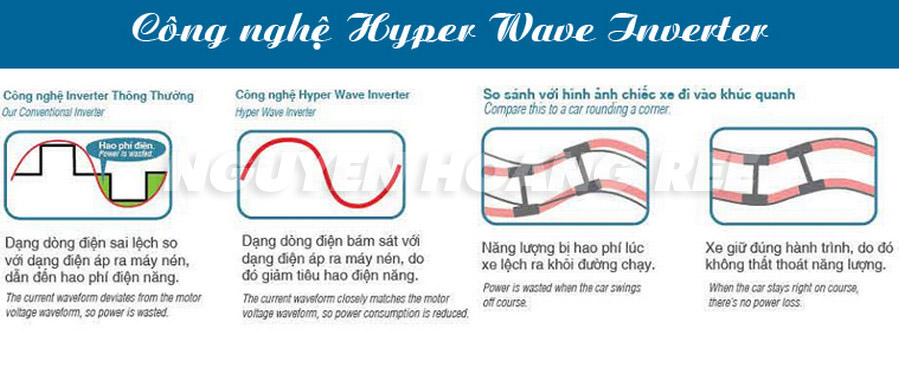 Công nghệ Hyper Wave Inverter
Công nghệ Inverter Thông Thường
Our Conventional Inverter
Hao phí điện.
Power is wasted.
Dạng dòng điện sai lệch so
với dạng điện áp ra máy nén,
dẫn đến hao phí điện năng.
The current waveform deviates from the motor
voltage waveform, so power is wasted.
Công nghệ Hyper Wave Inverter
Hyper Wave Inverter
Dạng dòng điện bám sát với
dạng điện áp ra máy nén, do
đó giảm tiêu hao điện năng.
The current waveform closely matches the motor
voltage waveform, so power consumption is reduced.
So sánh với hình ảnh chiếc xe đi vào khúc quanh
Compare this to a car rounding a corner.
Năng lượng bị hao phí lúc
xe lệch ra khỏi đường chạy.
Power is wasted when the car swings
off course.
Xe giữ đúng hành trình, do đó
không thất thoát năng lượng.
When the car stays right on course,
there's no power loss.
NGUYEN HOANG REE